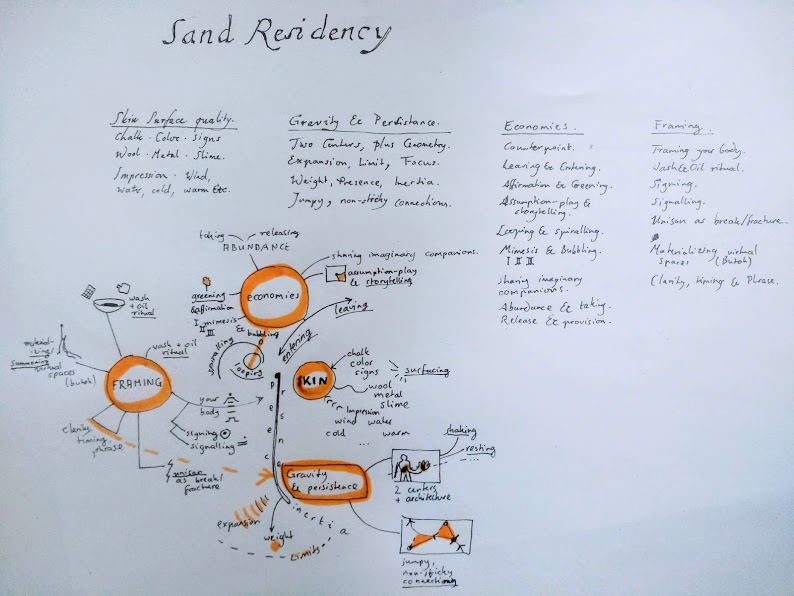 Sand Residency
Skin Surface quality.
Chalk · Color · Signs
Wool · Metal · Slime.
Impression · Wind,
water, cold, warm etc.
Gravity & Persistance.
Two Centers, plus Geometry.
Expansion, Limit, Focus.
Weight, Presence, Inertia.
Jumpy, non-sticky connections.
Economies.
Counterpoint.
Leaving & Entering.
Affirmation & Greening.
Assumption-play &
storytelling.
Looping & spiralling.
Mimesis & Bubbling.
I II III
Sharing imaginary
companions.
Abundance & taking.
Release & provision.
Framing.
Framing your body.
Wash & Oil ritual.
Signing.
Signalling.
Unison as break/fracture.
Materializing virtual
spaces (Butoh)
Clarity, timing & Phrase.
taking
releasing
ABUNDANCE
sharing imaginary companions.
assumption-play
& storytelling
economies
greening
& affirmation
I mimesis
II III
& bubbling
leaving
entering
spiralling
looping
wash
+ oil
ritual
wash + oil
ritual
material-
izing/
summoning
virtual
spaces
(butoh)
FRAMING
your
body
signing
signalling
clarity
timing,
phrase
unison
as break/
fracture
SKIN
chalk
color
signs
surfacing
wool
metal
slime
Impression
wind water
cold ... warm
presence
Gravity
& persistence
inertia
expansion
weight
Limits
shaking
resting
...
2 centers
+ architecture
jumpy,
non-sticky
connections